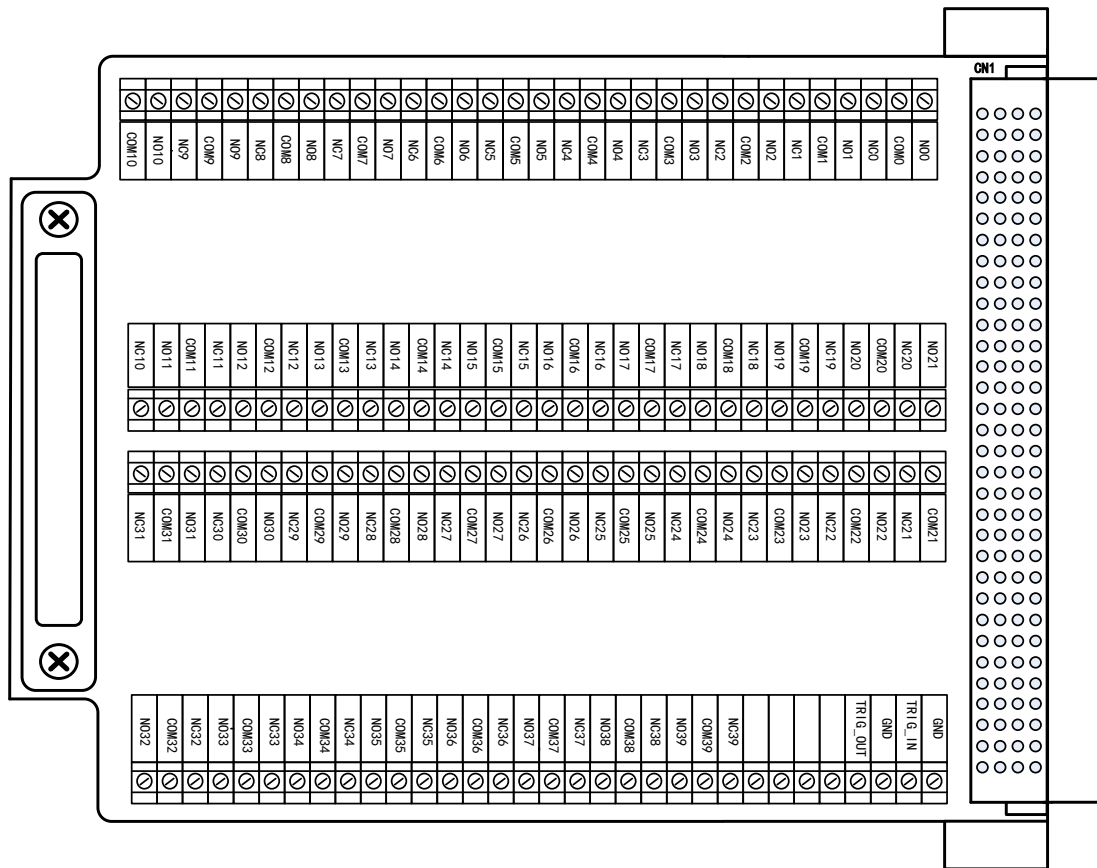 CN1
COM10 NO10 NC9 COM9 NO9 NC8 COM8 NO8 NC7 COM7 NO7 NC6 COM6 NO6 NC5 COM5 NO5 NC4 COM4 NO4 NC3 COM3 NO3 NC2 COM2 NO2 NC1 COM1 NO1 NC0 COM0 NO0
NC10 NO11 COM11 NC11 NO12 COM12 NC12 NO13 COM13 NC13 NO14 COM14 NC14 NO15 COM15 NC15 NO16 COM16 NC16 NO17 COM17 NC17 NO18 COM18 NC18 NO19 COM19 NC19 NO20 COM20 NC20 NO21
NC31 COM31 NO31 NC30 COM30 NO30 NC29 COM29 NO29 NC28 COM28 NO28 NC27 COM27 NO27 NC26 COM26 NO26 NC25 COM25 NO25 NC24 COM24 NO24 NC23 COM23 NO23 NC22 COM22 NO22 NC21 COM21
NO32 COM32 NC32 NO33 COM33 NC33 NO34 COM34 NC34 NO35 COM35 NC35 NO36 COM36 NC36 NO37 COM37 NC37 NO38 COM38 NC38 NO39 COM39 NC39 TRIG_OUT GND TRIG_IN GND